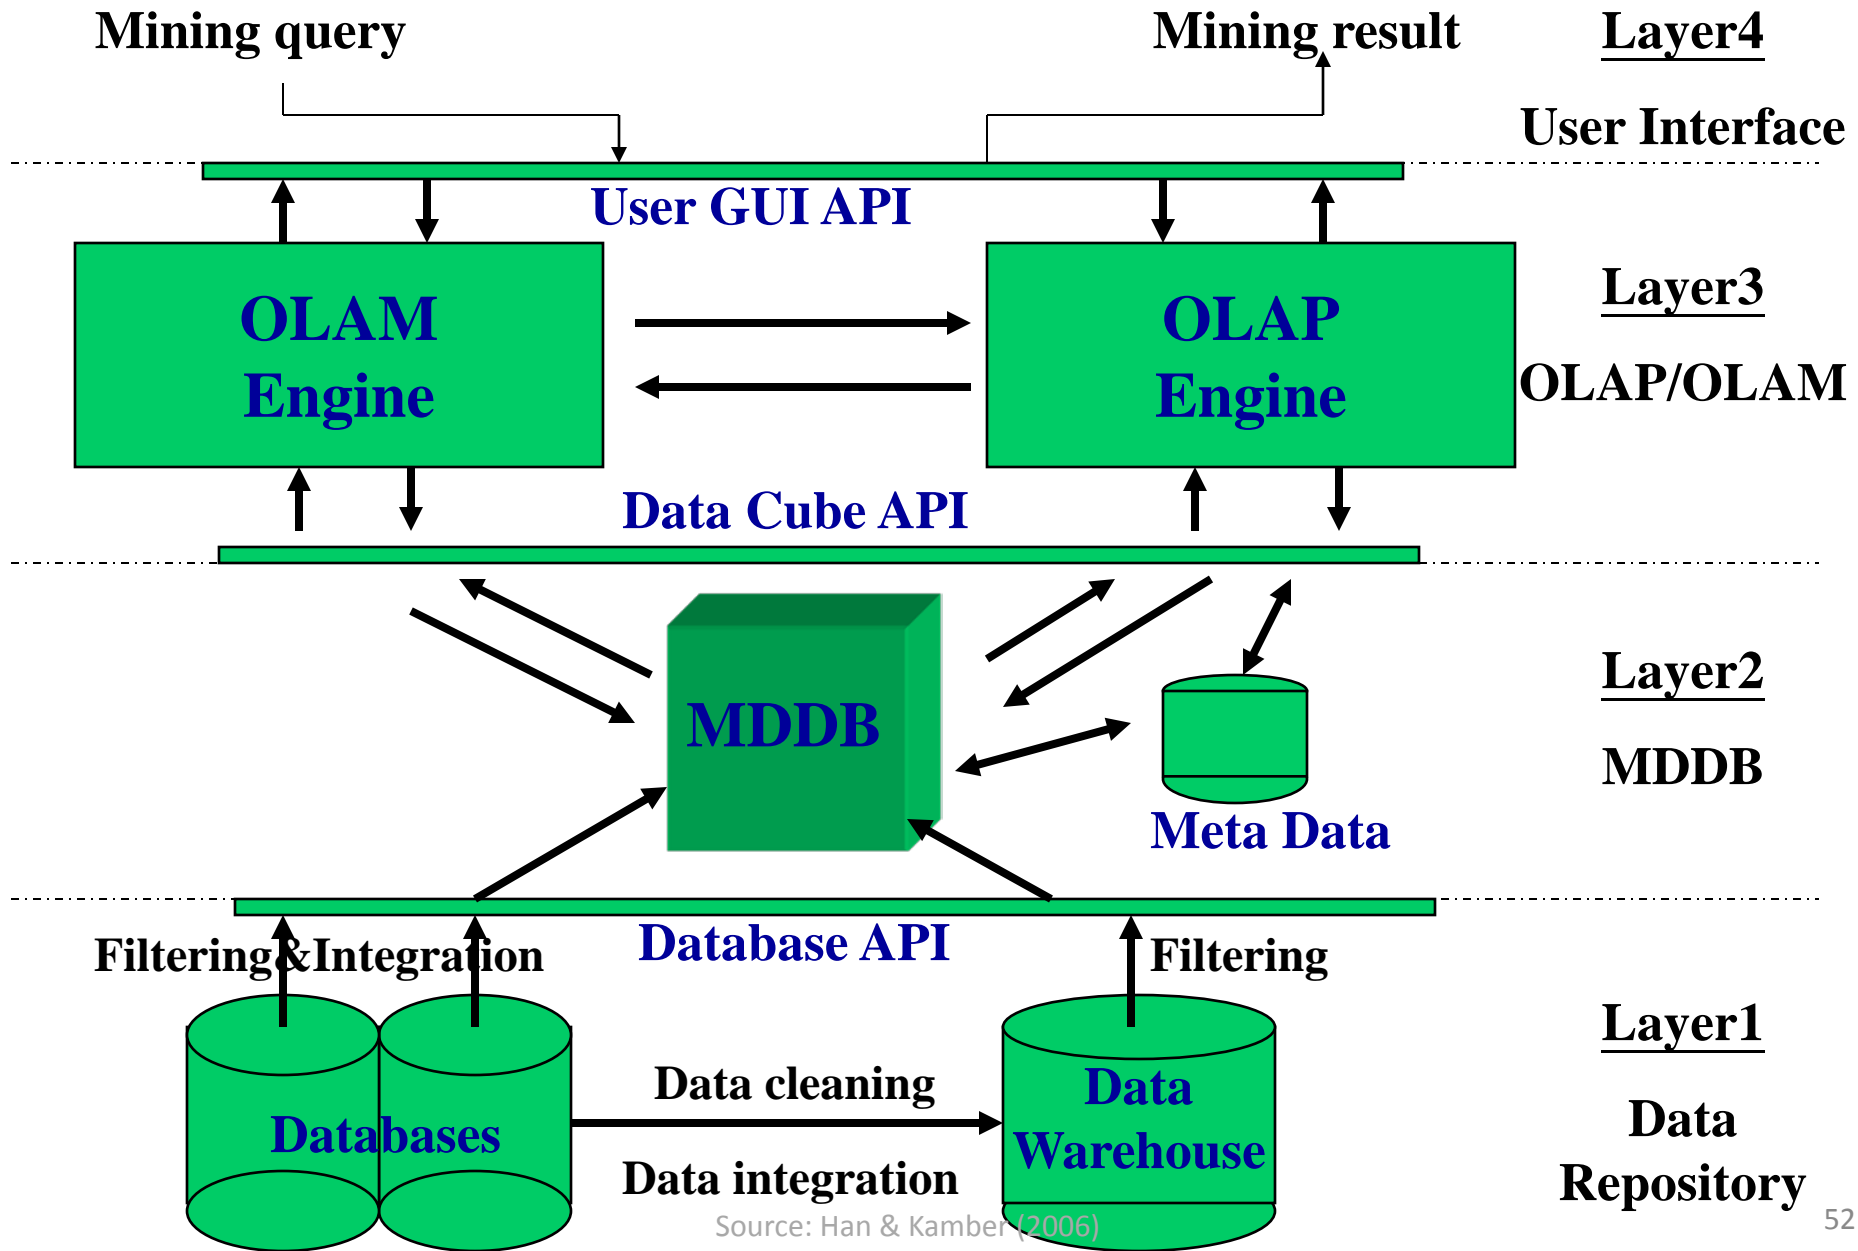 Mining query
Mining result
Layer4
User Interface
User GUI API
OLAM
Engine
OLAP
Engine
Layer3
OLAP/OLAM
Data Cube API
MDDB
Meta Data
Layer2
MDDB
Filtering&Integration
Database API
Filtering
Databases
Data cleaning
Data integration
Data
Warehouse
Layer1
Data
Repository
Source: Han & Kamber (2006)
52